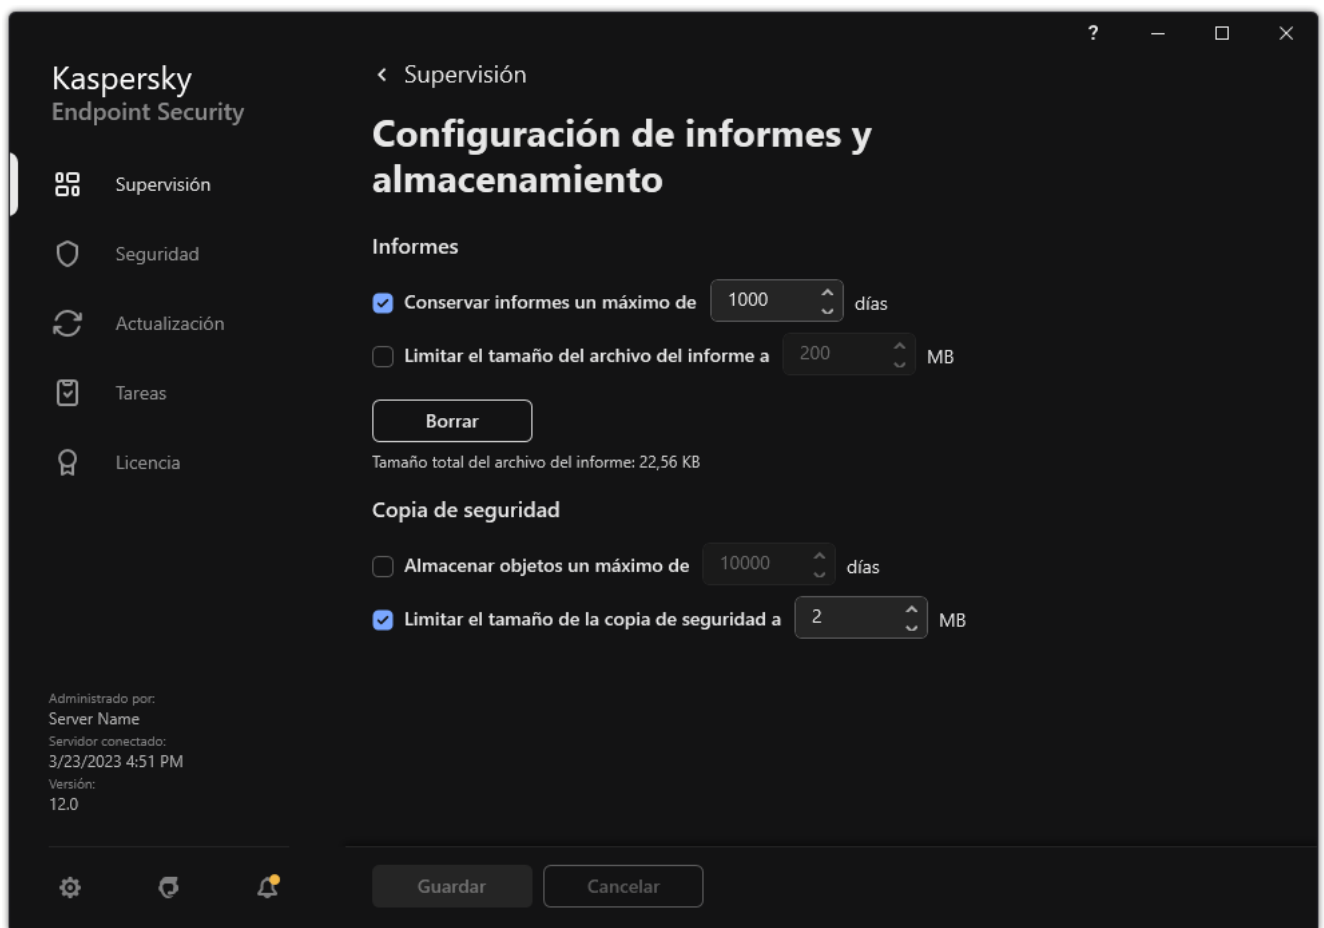 ?
Kaspersky
Endpoint Security
Supervisión
Seguridad
Actualización
Tareas
Licencia
Administrado por:
Server Name
Servidor conectado:
3/23/2023 4:51 PM
Versión:
12.0
Supervisión
Configuración de informes y
almacenamiento
Informes
Conservar informes un máximo de 1000 días
Limitar el tamaño del archivo del informe a 200 MB
Borrar
Tamaño total del archivo del informe: 22,56 KB
Copia de seguridad
Almacenar objetos un máximo de 10000 días
Limitar el tamaño de la copia de seguridad a 2 MB
Guardar Cancelar